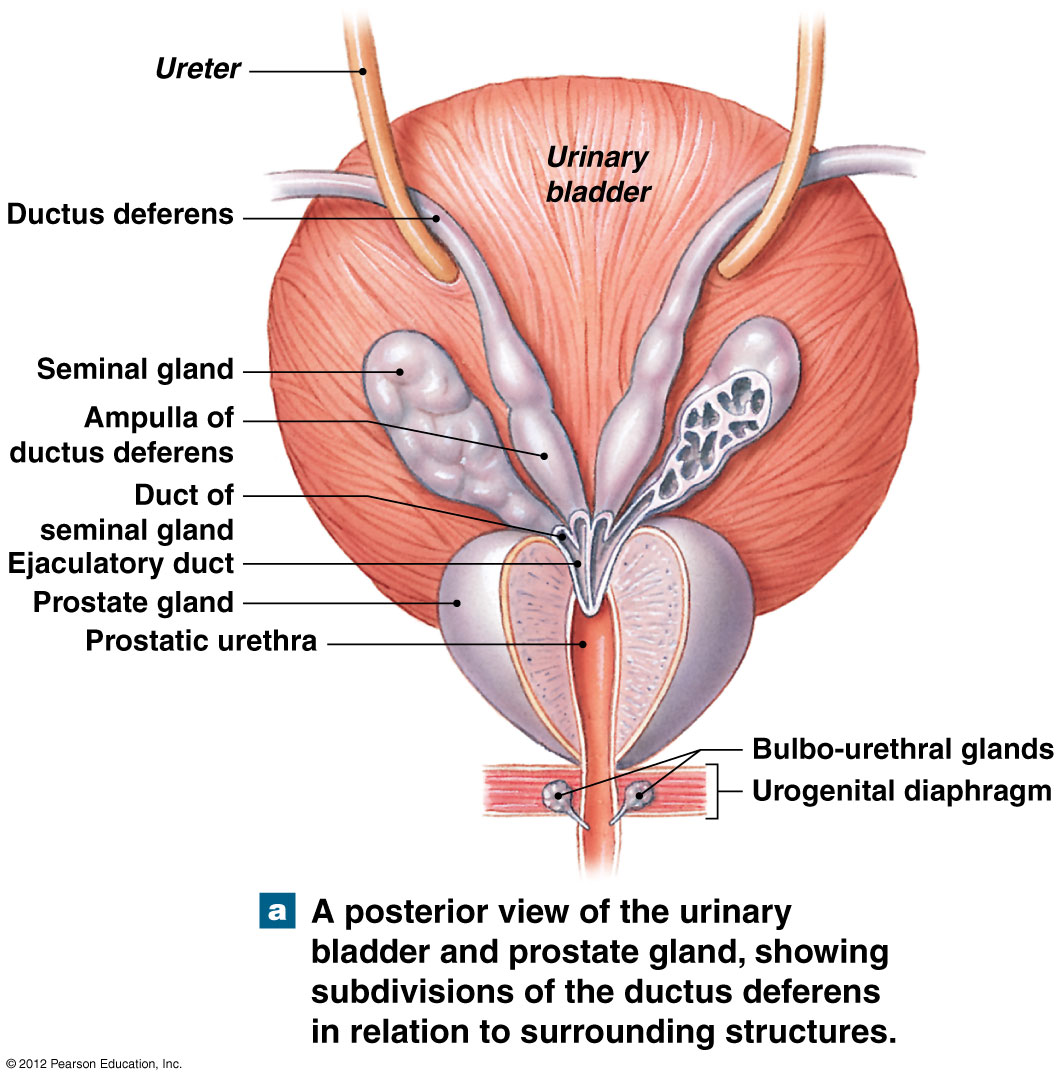 Ureter
Urinary
bladder
Ductus deferens
Seminal gland
Ampulla of
ductus deferens
Duct of
seminal gland
Ejaculatory duct
Prostate gland
Prostatic urethra
Bulbo-urethral glands
Urogenital diaphragm
a A posterior view of the urinary
bladder and prostate gland, showing
subdivisions of the ductus deferens
in relation to surrounding structures.
© 2012 Pearson Education, Inc.